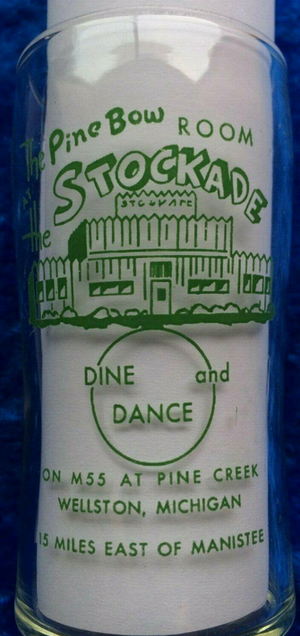 The Pine Bow ROOM
at the STOCKADE
STOCKADE
DINE and
DANCE
ON M55 AT PINE CREEK
WELLSTON, MICHIGAN
15 MILES EAST OF MANISTEE